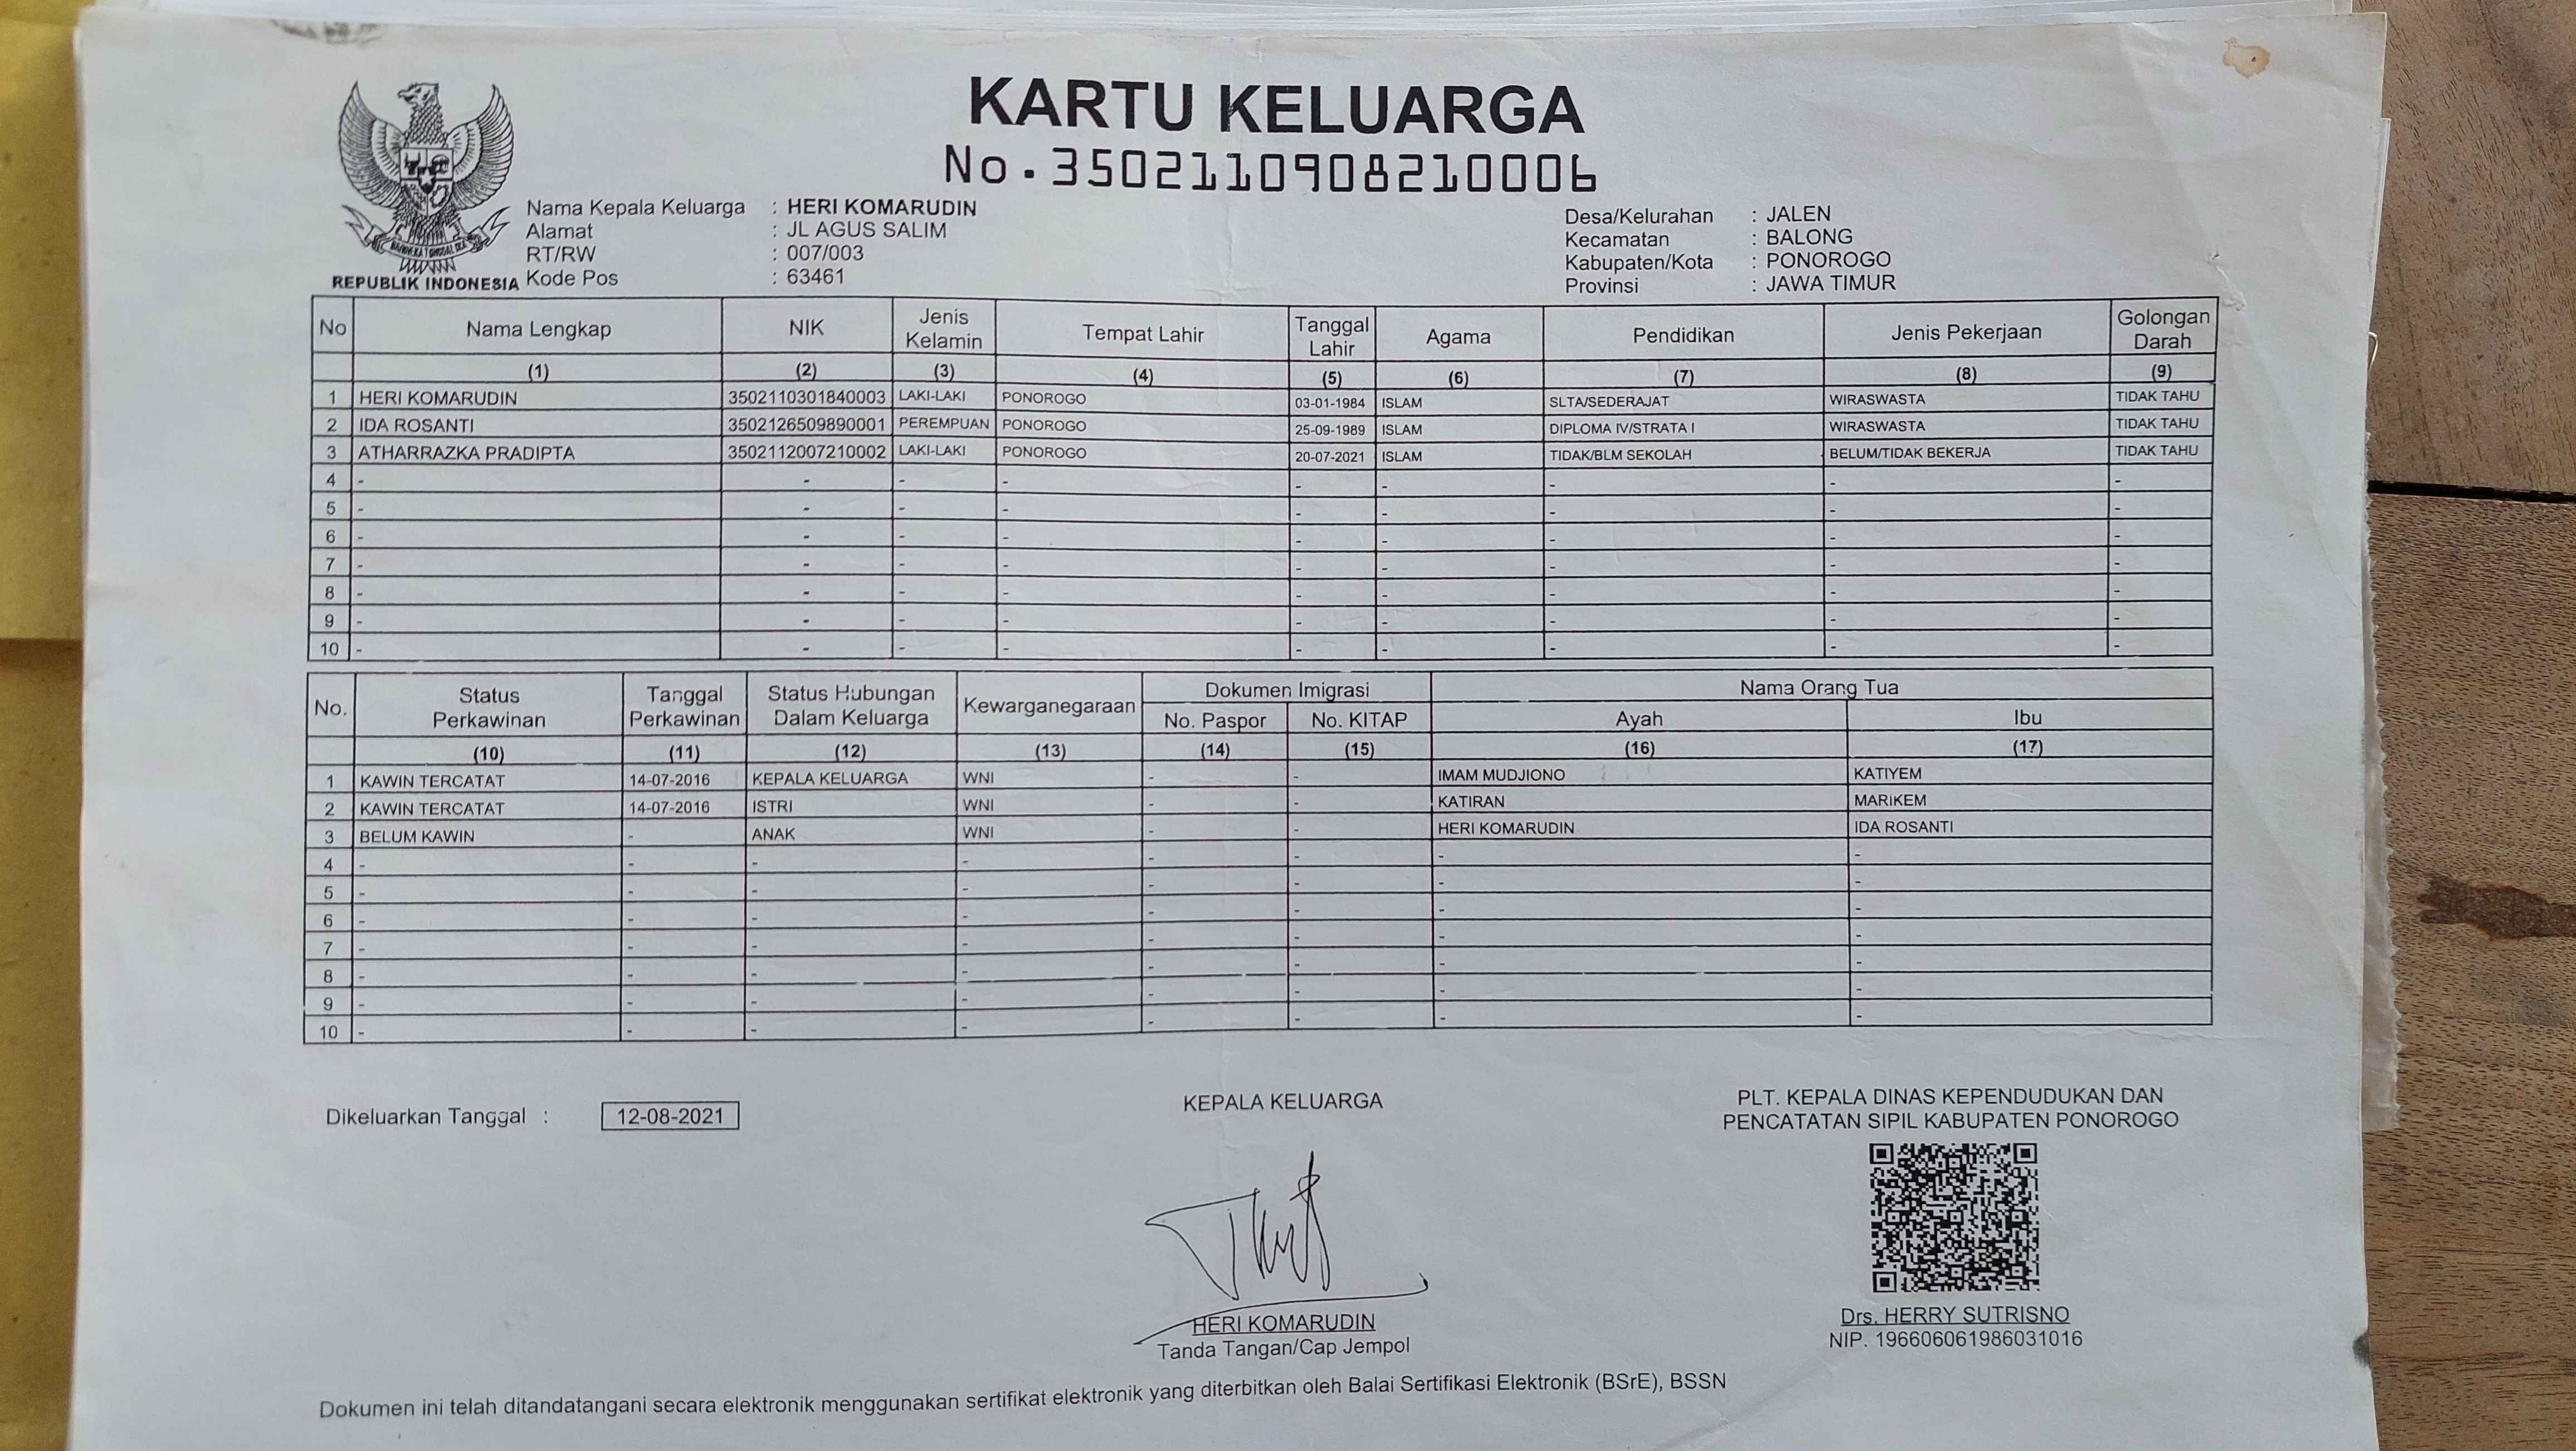 KARTU KELUARGA
No.3502110908210006
REPUBLIK INDONESIA
Nama Kepala Keluarga : HERI KOMARUDIN
Alamat : JL AGUS SALIM
RT/RW : 007/003
Kode Pos : 63461
Desa/Kelurahan : JALEN
Kecamatan : BALONG
Kabupaten/Kota : PONOROGO
Provinsi : JAWA TIMUR
No Nama Lengkap NIK Jenis Kelamin Tempat Lahir Tanggal Lahir Agama Pendidikan Jenis Pekerjaan Golongan Darah
(1) (2) (3) (4) (5) (6) (7) (8) (9)
1 HERI KOMARUDIN 3502110301840003 LAKI-LAKI PONOROGO 03-01-1984 ISLAM SLTA/SEDERAJAT WIRASWASTA TIDAK TAHU
2 IDA ROSANTI 3502126509890001 PEREMPUAN PONOROGO 25-09-1989 ISLAM DIPLOMA IV/STRATA I WIRASWASTA TIDAK TAHU
3 ATHARRAZKA PRADIPTA 3502112007210002 LAKI-LAKI PONOROGO 20-07-2021 ISLAM TIDAK/BLM SEKOLAH BELUM/TIDAK BEKERJA TIDAK TAHU
4 - - - - - - - - -
5 - - - - - - - - -
6 - - - - - - - - -
7 - - - - - - - - -
8 - - - - - - - - -
9 - - - - - - - - -
10 - - - - - - - - -
No. Status Perkawinan Tanggal Perkawinan Status Hubungan Dalam Keluarga Kewarganegaraan Dokumen Imigrasi Nama Orang Tua
No. Paspor No. KITAP Ayah Ibu
(10) (11) (12) (13) (14) (15) (16) (17)
1 KAWIN TERCATAT 14-07-2016 KEPALA KELUARGA WNI - - IMAM MUDJIONO KATIYEM
2 KAWIN TERCATAT 14-07-2016 ISTRI WNI - - KATIRAN MARIKEM
3 BELUM KAWIN - ANAK WNI - - HERI KOMARUDIN IDA ROSANTI
4 - - - - - - - -
5 - - - - - - - -
6 - - - - - - - -
7 - - - - - - - -
8 - - - - - - - -
9 - - - - - - - -
10 - - - - - - - -
Dikeluarkan Tanggal : 12-08-2021
KEPALA KELUARGA
HERI KOMARUDIN
Tanda Tangan/Cap Jempol
PLT. KEPALA DINAS KEPENDUDUKAN DAN
PENCATATAN SIPIL KABUPATEN PONOROGO
Drs. HERRY SUTRISNO
NIP. 196606061986031016
Dokumen ini telah ditandatangani secara elektronik menggunakan sertifikat elektronik yang diterbitkan oleh Balai Sertifikasi Elektronik (BSrE), BSSN